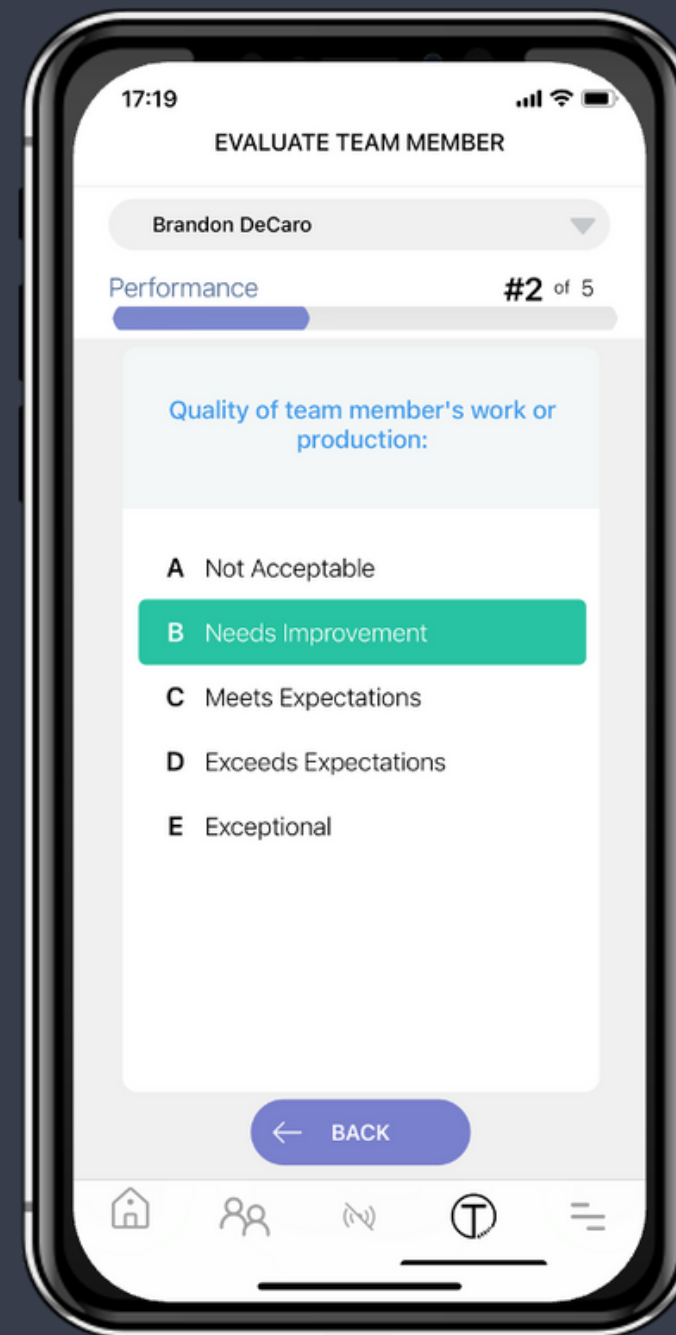 17:19
EVALUATE TEAM MEMBER
Brandon DeCaro
Performance #2 of 5
Quality of team member's work or
production:
A Not Acceptable
B Needs Improvement
C Meets Expectations
D Exceeds Expectations
E Exceptional
← BACK
T